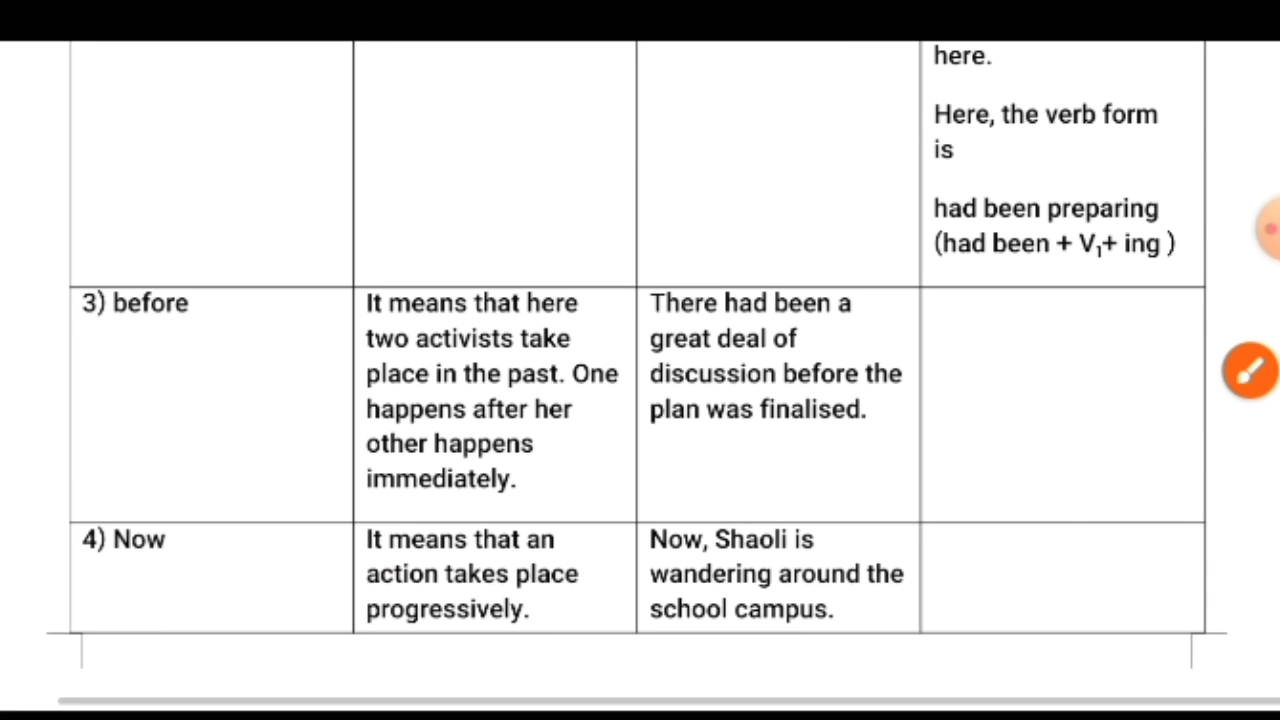 here.
Here, the verb form
is
had been preparing
(had been + V₁+ ing )
3) before
It means that here
two activists take
place in the past. One
happens after her
other happens
immediately.
There had been a
great deal of
discussion before the
plan was finalised.
4) Now
It means that an
action takes place
progressively.
Now, Shaoli is
wandering around the
school campus.